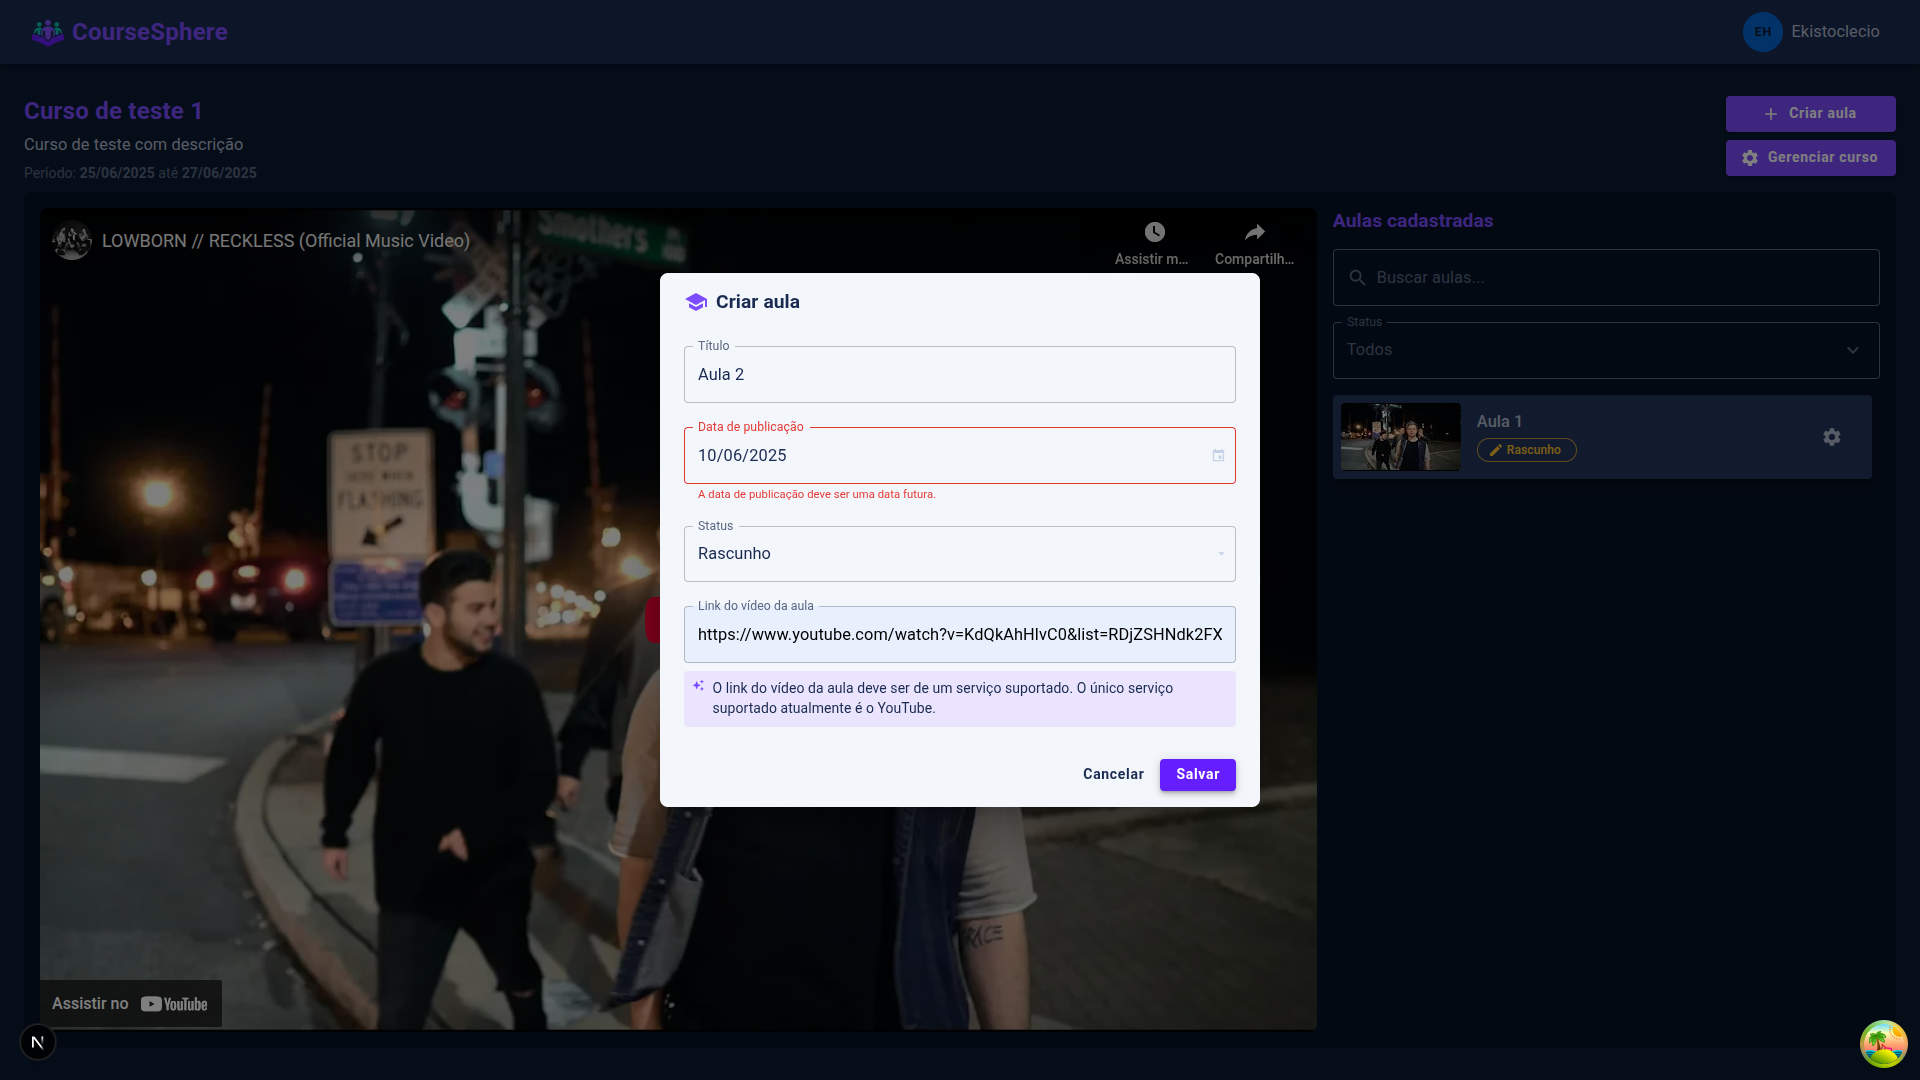 CourseSphere
EH
Ekistoclecio
Curso de teste 1
Curso de teste com descrição
Período: 25/06/2025 até 27/06/2025
Criar aula
Gerenciar curso
LOWBORN // RECKLESS (Official Music Video)
Smothers
Assistir m...
Compartilh...
Aulas cadastradas
Buscar aulas...
Status
Todos
Aula 1
Rascunho
STOP
FLASHING
Criar aula
Título
Aula 2
Data de publicação
10/06/2025
A data de publicação deve ser uma data futura.
Status
Rascunho
Link do vídeo da aula
https://www.youtube.com/watch?v=KdQkAhHlvC0&list=RDjZSHNdk2FX
O link do vídeo da aula deve ser de um serviço suportado. O único serviço
suportado atualmente é o YouTube.
Cancelar
Salvar
Assistir no YouTube
N